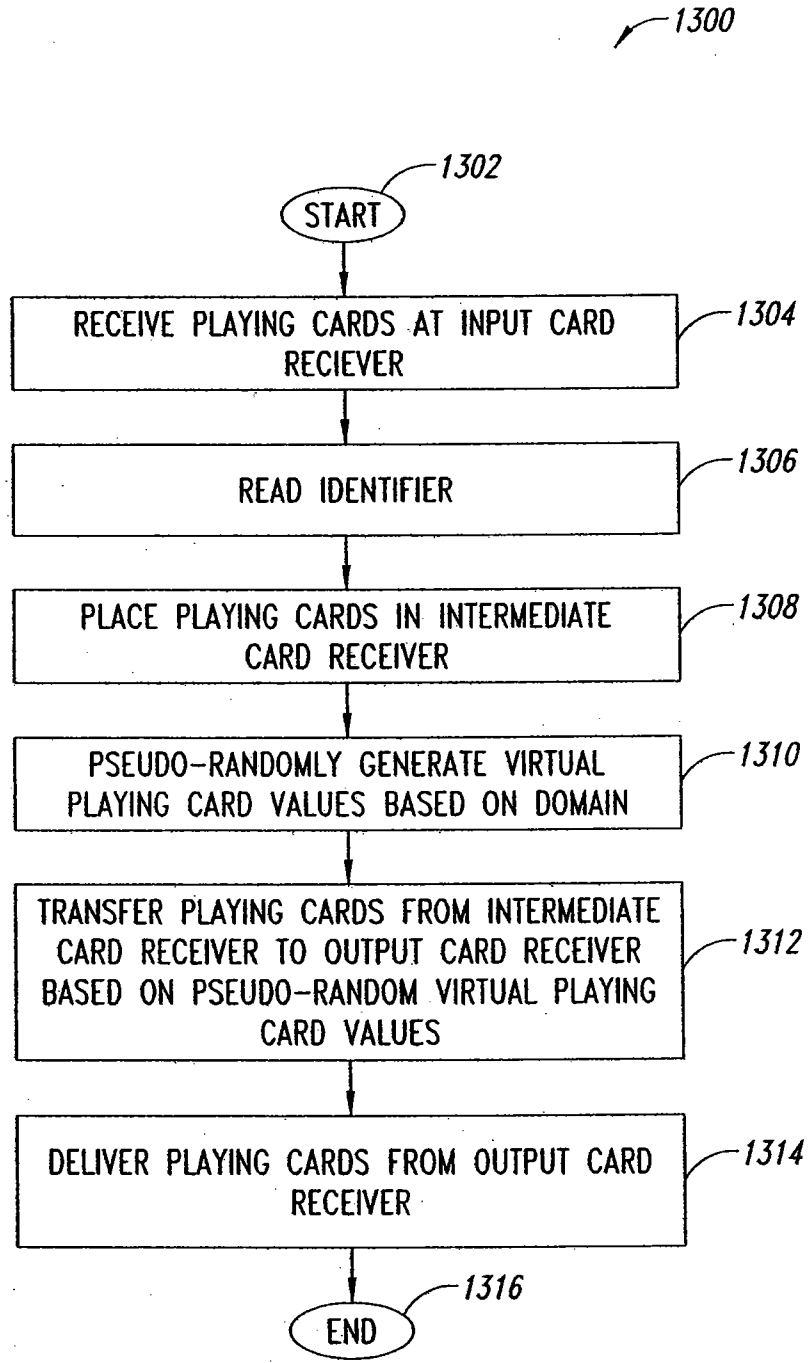 1300
1302
START
RECEIVE PLAYING CARDS AT INPUT CARD
RECIEVER
1304
READ IDENTIFIER
1306
PLACE PLAYING CARDS IN INTERMEDIATE
CARD RECEIVER
1308
PSEUDO-RANDOMLY GENERATE VIRTUAL
PLAYING CARD VALUES BASED ON DOMAIN
1310
TRANSFER PLAYING CARDS FROM INTERMEDIATE
CARD RECEIVER TO OUTPUT CARD RECEIVER
BASED ON PSEUDO-RANDOM VIRTUAL PLAYING
CARD VALUES
1312
DELIVER PLAYING CARDS FROM OUTPUT CARD
RECEIVER
1314
1316
END